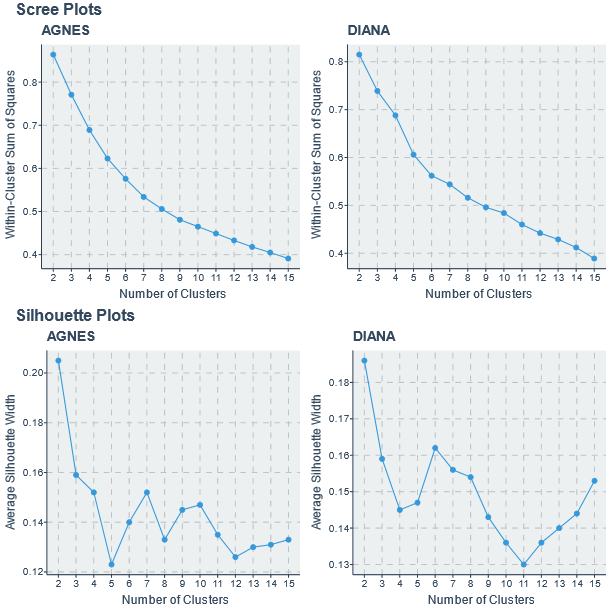 Scree Plots
AGNES
Within-Cluster Sum of Squares
0.8
0.7
0.6
0.5
0.4
2 3 4 5 6 7 8 9 10 11 12 13 14 15
Number of Clusters
DIANA
Within-Cluster Sum of Squares
0.8
0.7
0.6
0.5
0.4
2 3 4 5 6 7 8 9 10 11 12 13 14 15
Number of Clusters
Silhouette Plots
AGNES
Average Silhouette Width
0.20
0.18
0.16
0.14
0.12
2 3 4 5 6 7 8 9 10 11 12 13 14 15
Number of Clusters
DIANA
Average Silhouette Width
0.18
0.17
0.16
0.15
0.14
0.13
2 3 4 5 6 7 8 9 10 11 12 13 14 15
Number of Clusters